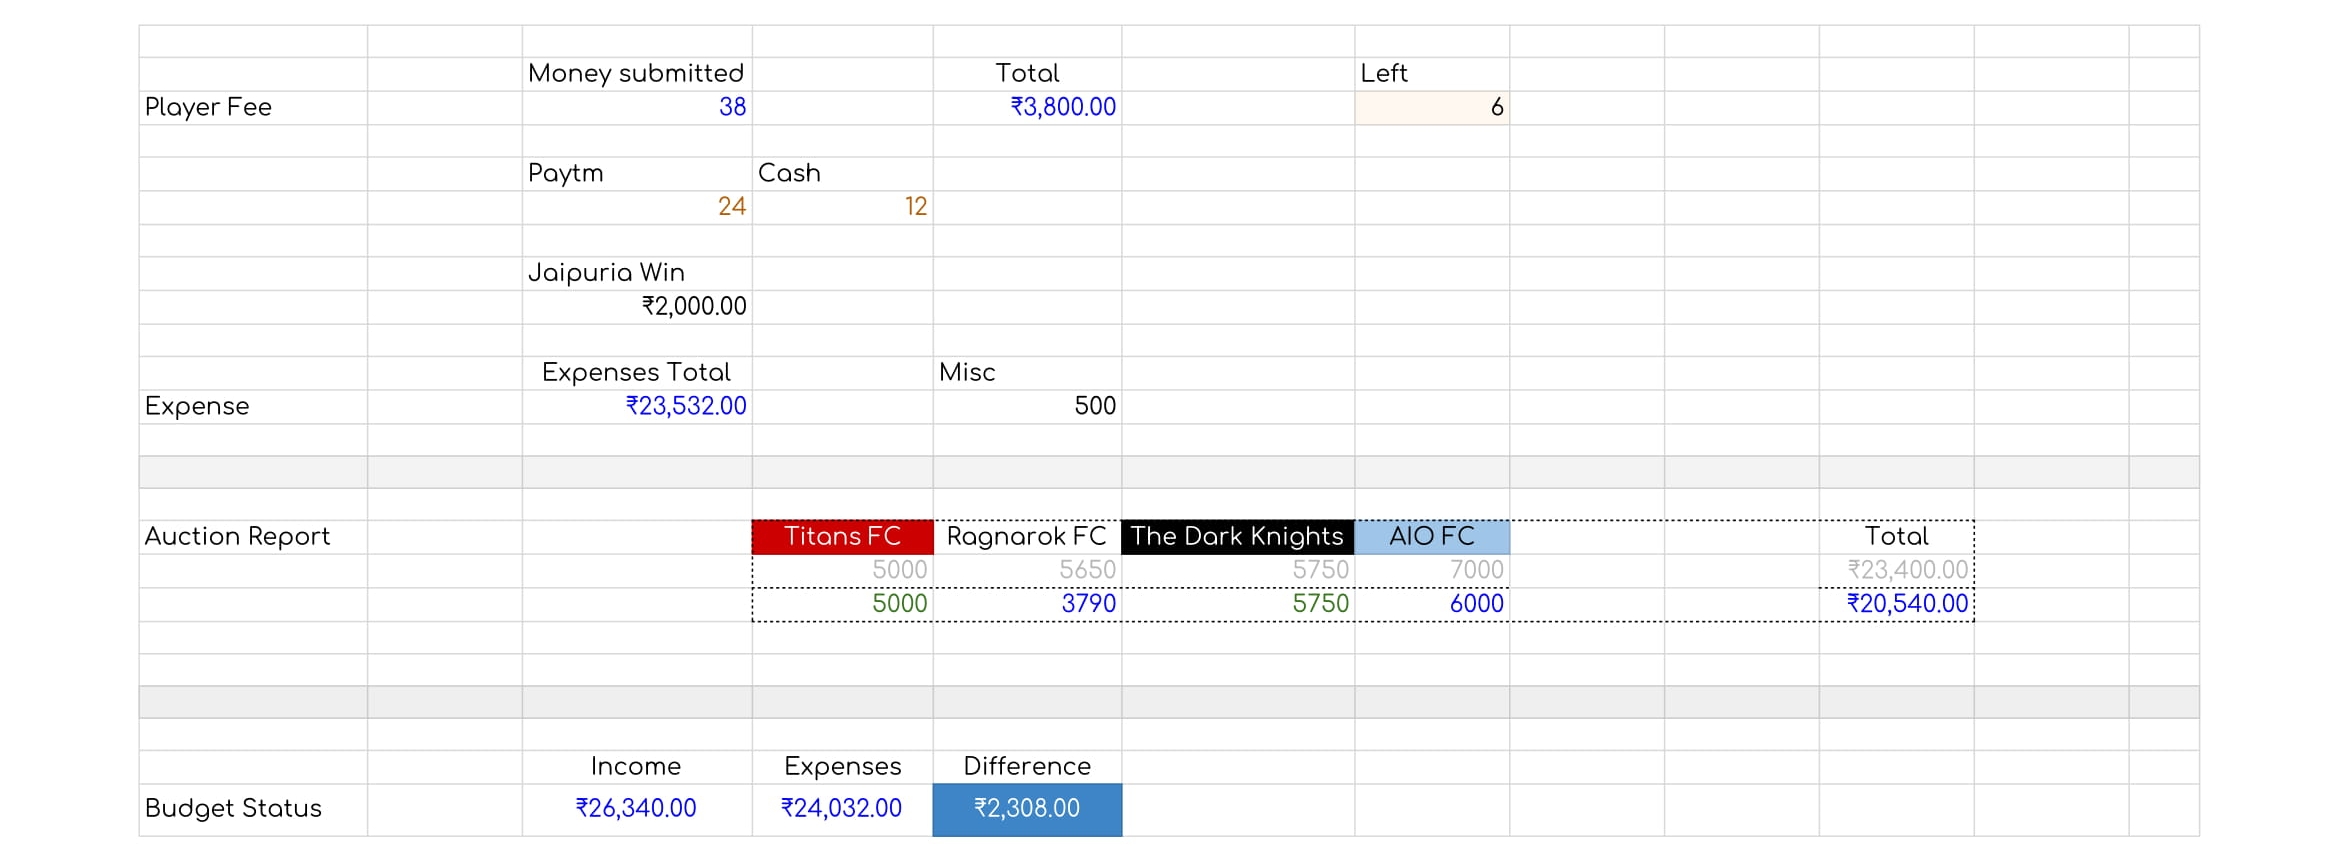 Money submitted Total Left
Player Fee 38 ₹3,800.00 6
Paytm Cash
24 12
Jaipuria Win
₹2,000.00
Expenses Total Misc
Expense ₹23,532.00 500
Auction Report Titans FC Ragnarok FC The Dark Knights AIO FC Total
5000 5650 5750 7000 ₹23,400.00
5000 3790 5750 6000 ₹20,540.00
Income Expenses Difference
Budget Status ₹26,340.00 ₹24,032.00 ₹2,308.00